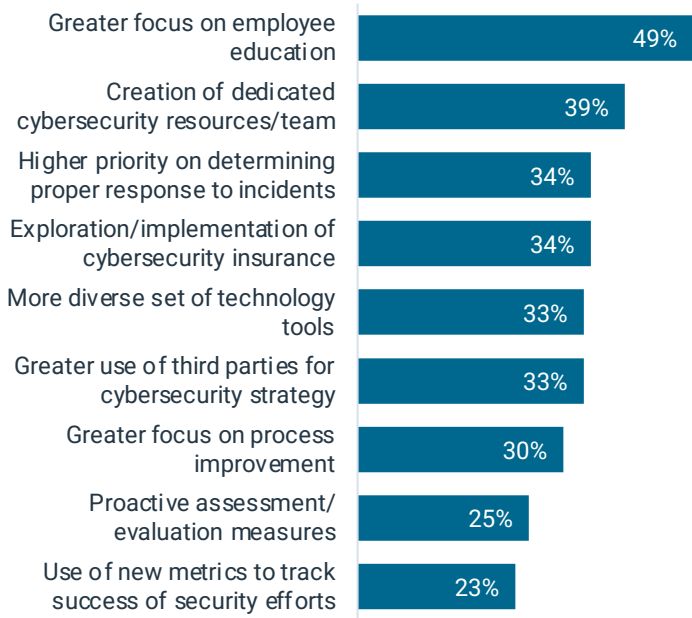 Greater focus on employee
education
49%
Creation of dedicated
cybersecurity resources/team
39%
Higher priority on determining
proper response to incidents
34%
Exploration/implementation of
cybersecurity insurance
34%
More diverse set of technology
tools
33%
Greater use of third parties for
cybersecurity strategy
33%
Greater focus on process
improvement
30%
Proactive assessment/
evaluation measures
25%
Use of new metrics to track
success of security efforts
23%